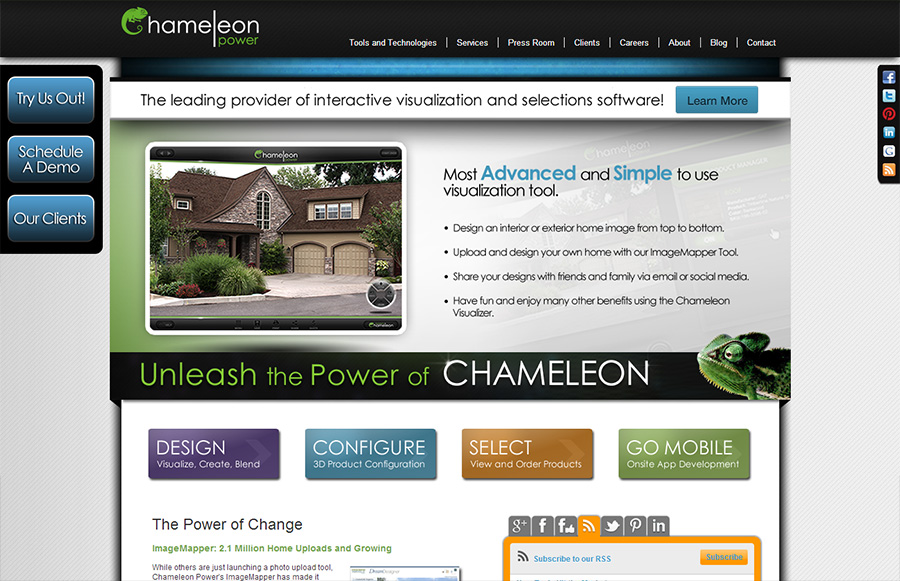 Chameleon
power
Tools and Technologies | Services | Press Room | Clients | Careers | About | Blog | Contact
Try Us Out!
Schedule
A Demo
Our Clients
The leading provider of interactive visualization and selections software!
Learn More
Chameleon
Most Advanced and Simple to use
visualization tool.
• Design an interior or exterior home image from top to bottom.
• Upload and design your own home with our ImageMapper Tool.
• Share your designs with friends and family via email or social media.
• Have fun and enjoy many other benefits using the Chameleon
Visualizer.
Chameleon
Unleash the Power of CHAMELEON
DESIGN
Visualize, Create, Blend
CONFIGURE
3D Product Configuration
SELECT
View and Order Products
GO MOBILE
Onsite App Development
The Power of Change
ImageMapper: 2.1 Million Home Uploads and Growing
While others are just launching a photo upload tool,
Chameleon Power's ImageMapper has made it
Subscribe to our RSS
Subscribe